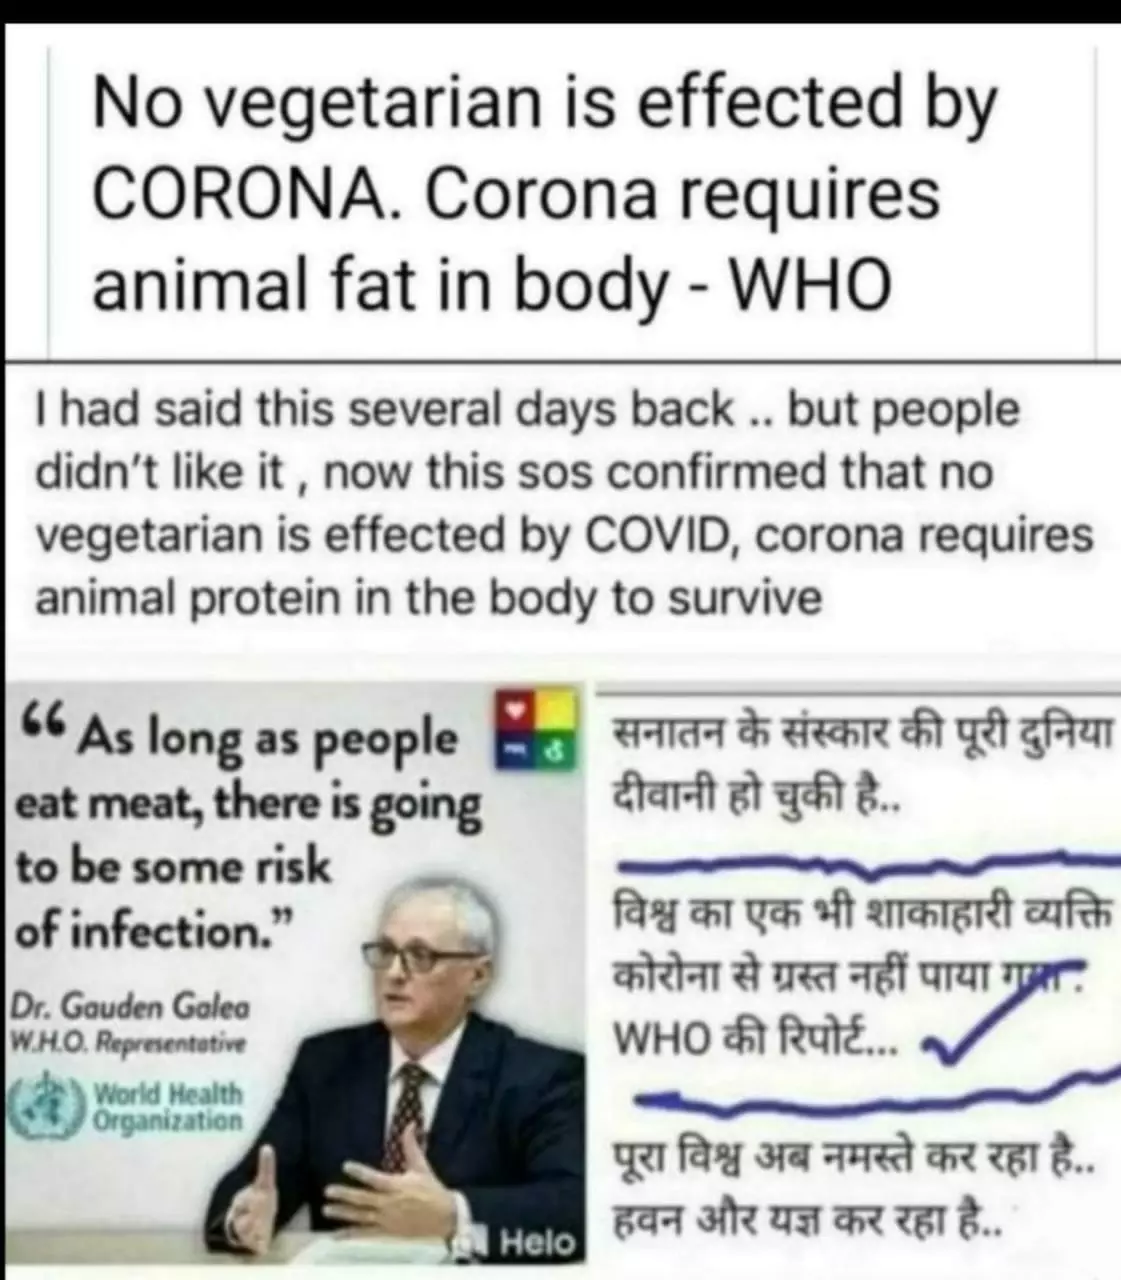 No vegetarian is effected by
CORONA. Corona requires
animal fat in body - WHO
I had said this several days back .. but people
didn't like it , now this sos confirmed that no
vegetarian is effected by COVID, corona requires
animal protein in the body to survive
“As long as people
eat meat, there is going
to be some risk
of infection.”
Dr. Gauden Galea
W.H.O. Representative
World Health
Organization
Helo
सनातन के संस्कार की पूरी दुनिया
दीवानी हो चुकी है..
विश्व का एक भी शाकाहारी व्यक्ति
कोरोना से ग्रस्त नहीं पाया गया :
WHO की रिपोर्ट...
पूरा विश्व अब नमस्ते कर रहा है..
हवन और यज्ञ कर रहा है..